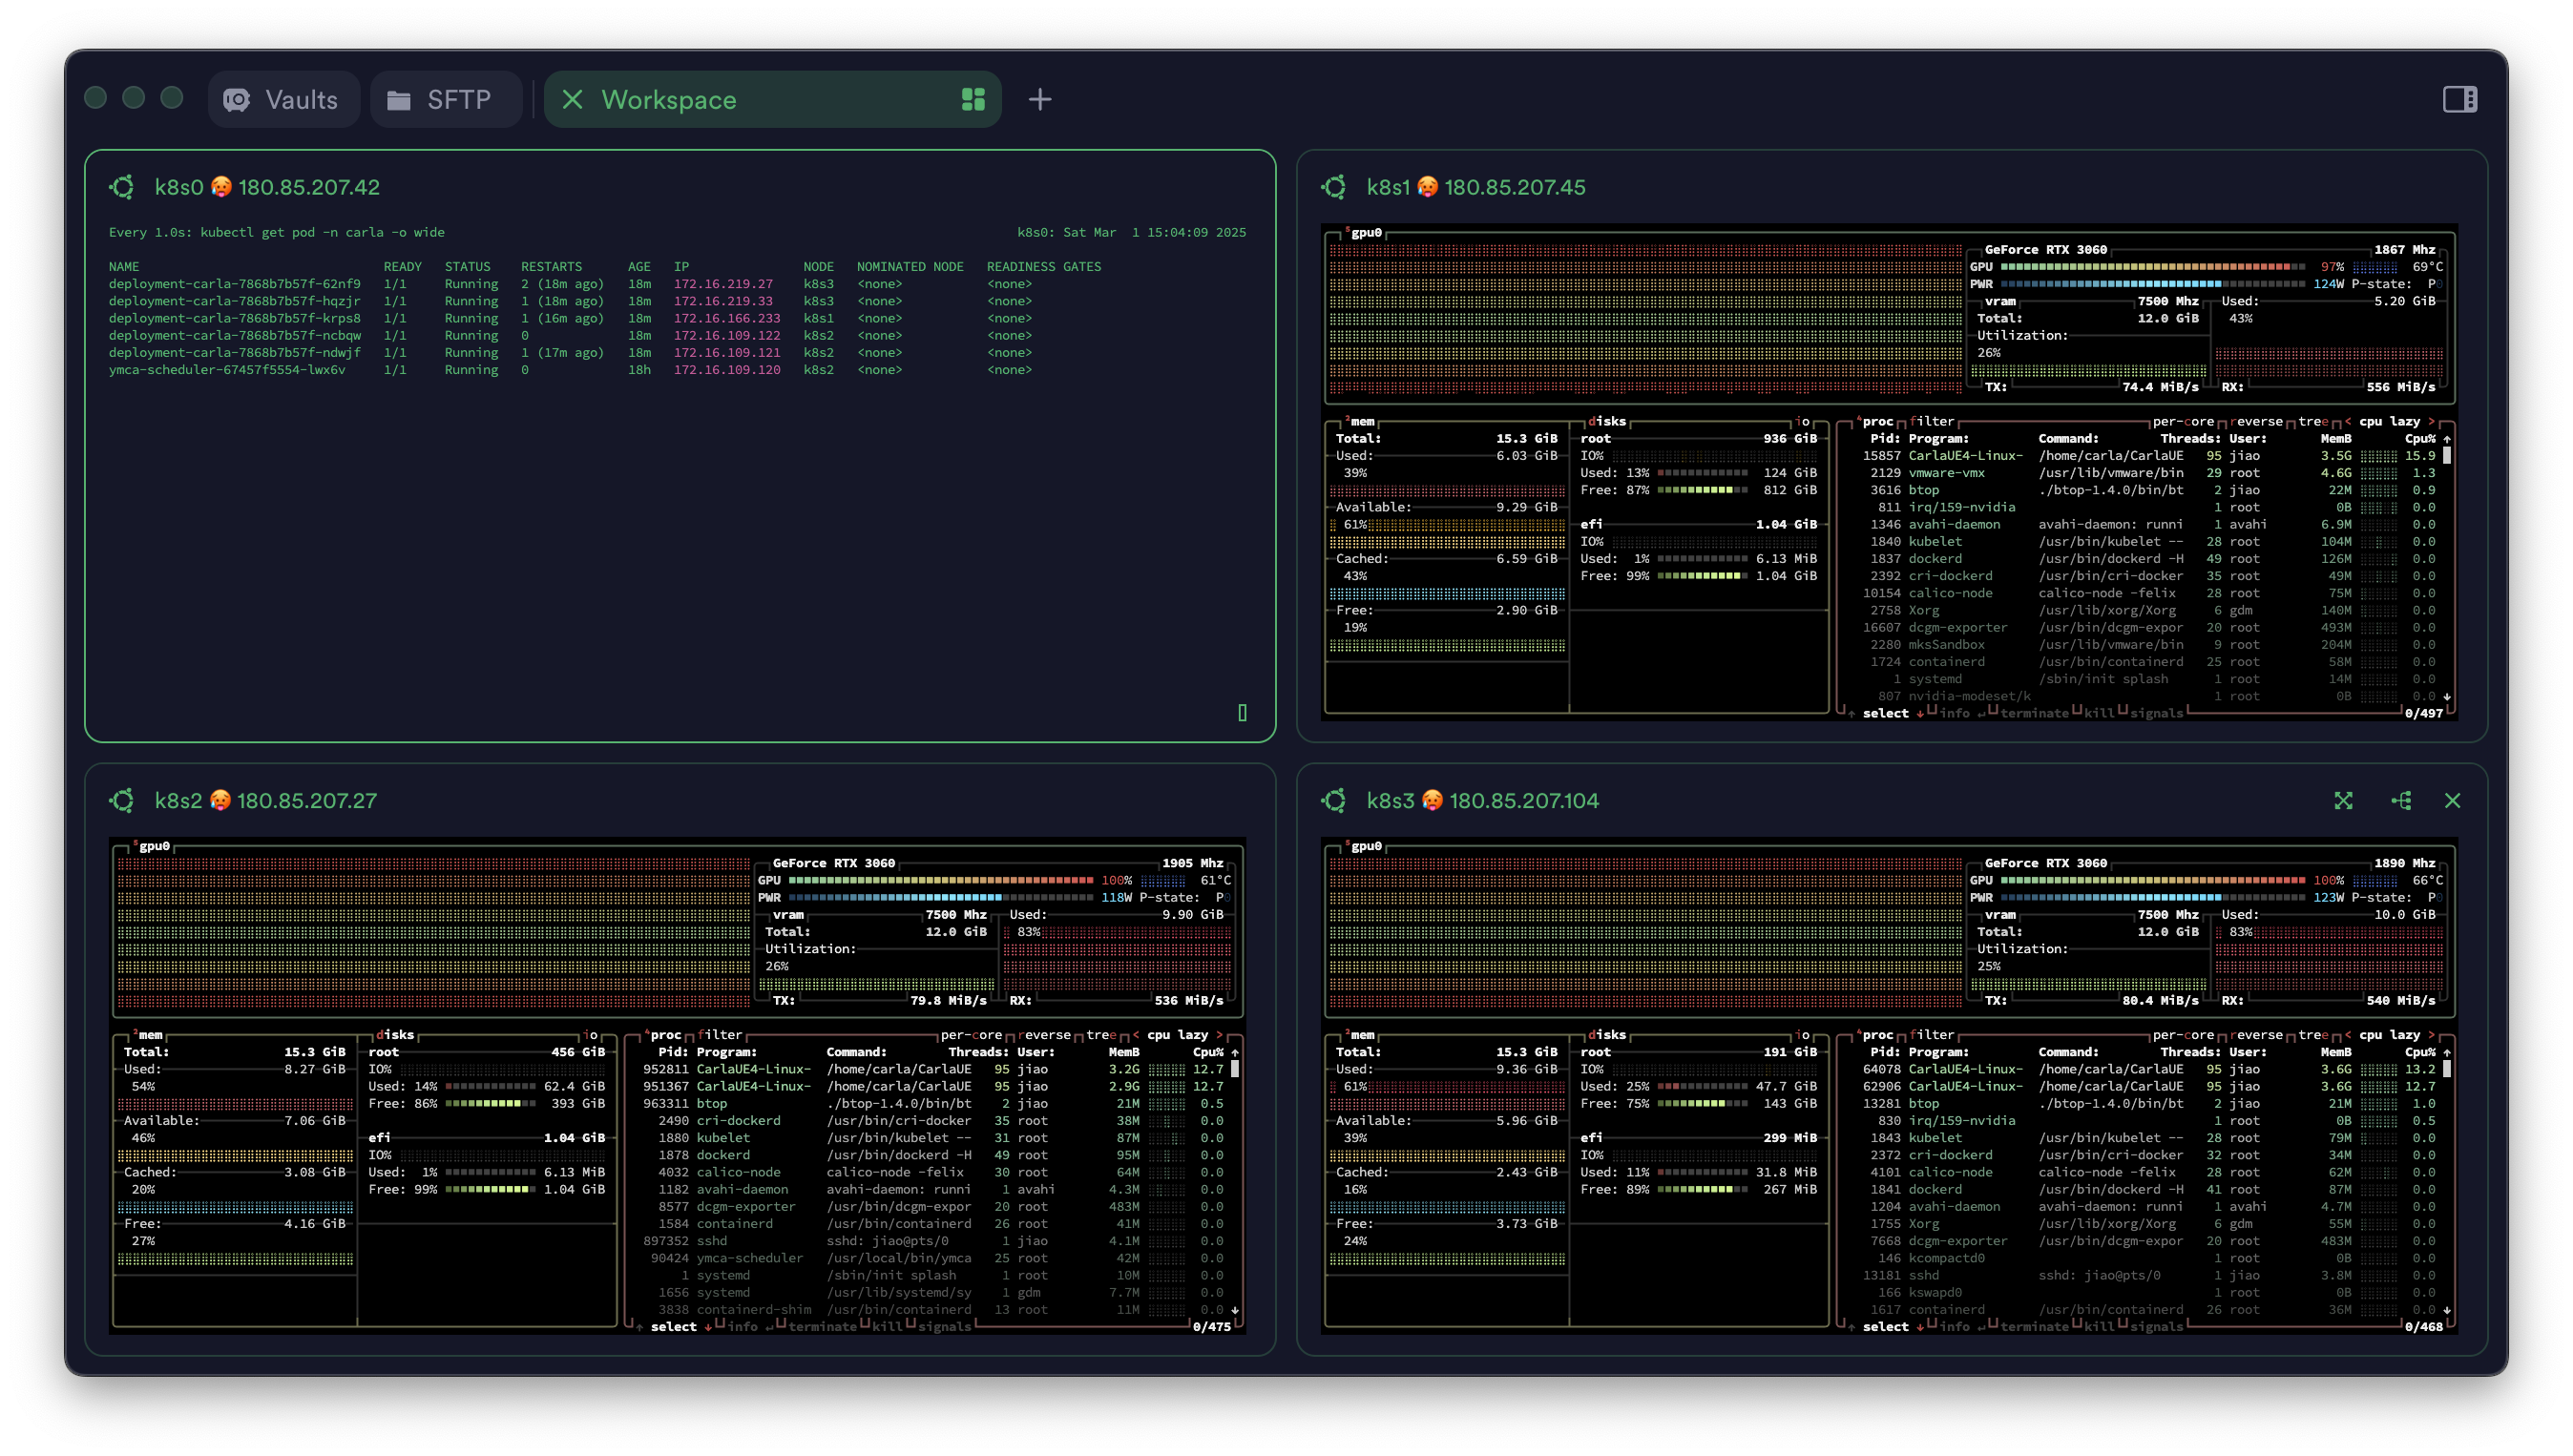 Vaults SFTP Workspace
k8s0 🥵 180.85.207.42
Every 1.0s: kubectl get pod -n carla -o wide k8s0: Sat Mar 1 15:04:09 2025
NAME READY STATUS RESTARTS AGE IP NODE NOMINATED NODE READINESS GATES
deployment-carla-7868b7b57f-62nf9 1/1 Running 2 (18m ago) 18m 172.16.219.27 k8s3 <none> <none>
deployment-carla-7868b7b57f-hqzjr 1/1 Running 1 (18m ago) 18m 172.16.219.33 k8s3 <none> <none>
deployment-carla-7868b7b57f-krps8 1/1 Running 1 (16m ago) 18m 172.16.166.233 k8s1 <none> <none>
deployment-carla-7868b7b57f-ncbqw 1/1 Running 0 18m 172.16.109.122 k8s2 <none> <none>
deployment-carla-7868b7b57f-ndwjf 1/1 Running 1 (17m ago) 18m 172.16.109.121 k8s2 <none> <none>
ymca-scheduler-67457f5554-lwx6v 1/1 Running 0 18h 172.16.109.120 k8s2 <none> <none>
k8s1 🥵 180.85.207.45
5gpu0
GeForce RTX 3060 1867 Mhz
GPU 97% 69°C
PWR 124W P-state: P0
vram 7500 Mhz Used: 5.20 GiB
Total: 12.0 GiB 43%
Utilization:
26%
TX: 74.4 MiB/s RX: 556 MiB/s
2mem disks io
Total: 15.3 GiB root 936 GiB
Used: 6.03 GiB IO%
39% Used: 13% 124 GiB
Free: 87% 812 GiB
Available: 9.29 GiB
61% efi 1.04 GiB
IO%
Cached: 6.59 GiB Used: 1% 6.13 MiB
43% Free: 99% 1.04 GiB
Free: 2.90 GiB
19%
4proc filter per-core reverse tree < cpu lazy >
Pid: Program: Command: Threads: User: MemB Cpu% ↑
15857 CarlaUE4-Linux- /home/carla/CarlaUE 95 jiao 3.5G 15.9
2129 vmware-vmx /usr/lib/vmware/bin 29 root 4.6G 1.3
3616 btop ./btop-1.4.0/bin/bt 2 jiao 22M 0.9
811 irq/159-nvidia 1 root 0B 0.0
1346 avahi-daemon avahi-daemon: runni 1 avahi 6.9M 0.0
1840 kubelet /usr/bin/kubelet -- 28 root 104M 0.0
1837 dockerd /usr/bin/dockerd -H 49 root 126M 0.0
2392 cri-dockerd /usr/bin/cri-docker 35 root 49M 0.0
10154 calico-node calico-node -felix 28 root 75M 0.0
2758 Xorg /usr/lib/xorg/Xorg 6 gdm 140M 0.0
16607 dcgm-exporter /usr/bin/dcgm-expor 20 root 493M 0.0
2280 mksSandbox /usr/lib/vmware/bin 9 root 204M 0.0
1724 containerd /usr/bin/containerd 25 root 58M 0.0
1 systemd /sbin/init splash 1 root 14M 0.0
807 nvidia-modeset/k 1 root 0B 0.0 ↓
↑ select ↓ info ↵ terminate kill signals 0/497
k8s2 🥵 180.85.207.27
5gpu0
GeForce RTX 3060 1905 Mhz
GPU 100% 61°C
PWR 118W P-state: P0
vram 7500 Mhz Used: 9.90 GiB
Total: 12.0 GiB 83%
Utilization:
26%
TX: 79.8 MiB/s RX: 536 MiB/s
2mem disks io
Total: 15.3 GiB root 456 GiB
Used: 8.27 GiB IO%
54% Used: 14% 62.4 GiB
Free: 86% 393 GiB
Available: 7.06 GiB
46% efi 1.04 GiB
IO%
Cached: 3.08 GiB Used: 1% 6.13 MiB
20% Free: 99% 1.04 GiB
Free: 4.16 GiB
27%
4proc filter per-core reverse tree < cpu lazy >
Pid: Program: Command: Threads: User: MemB Cpu% ↑
952811 CarlaUE4-Linux- /home/carla/CarlaUE 95 jiao 3.2G 12.7
951367 CarlaUE4-Linux- /home/carla/CarlaUE 95 jiao 2.9G 12.7
963311 btop ./btop-1.4.0/bin/bt 2 jiao 21M 0.5
2490 cri-dockerd /usr/bin/cri-docker 35 root 38M 0.0
1880 kubelet /usr/bin/kubelet -- 31 root 87M 0.0
1878 dockerd /usr/bin/dockerd -H 49 root 95M 0.0
4032 calico-node calico-node -felix 30 root 64M 0.0
1182 avahi-daemon avahi-daemon: runni 1 avahi 4.3M 0.0
8577 dcgm-exporter /usr/bin/dcgm-expor 20 root 483M 0.0
1584 containerd /usr/bin/containerd 26 root 41M 0.0
897352 sshd sshd: jiao@pts/0 1 jiao 4.1M 0.0
90424 ymca-scheduler /usr/local/bin/ymca 25 root 42M 0.0
1 systemd /sbin/init splash 1 root 10M 0.0
1656 systemd /usr/lib/systemd/sy 1 gdm 7.7M 0.0
3838 containerd-shim /usr/bin/containerd 13 root 11M 0.0 ↓
↑ select ↓ info ↵ terminate kill signals 0/475
k8s3 🥵 180.85.207.104
5gpu0
GeForce RTX 3060 1890 Mhz
GPU 100% 66°C
PWR 123W P-state: P0
vram 7500 Mhz Used: 10.0 GiB
Total: 12.0 GiB 83%
Utilization:
25%
TX: 80.4 MiB/s RX: 540 MiB/s
2mem disks io
Total: 15.3 GiB root 191 GiB
Used: 9.36 GiB IO%
61% Used: 25% 47.7 GiB
Free: 75% 143 GiB
Available: 5.96 GiB
39% efi 299 MiB
IO%
Cached: 2.43 GiB Used: 11% 31.8 MiB
16% Free: 89% 267 MiB
Free: 3.73 GiB
24%
4proc filter per-core reverse tree < cpu lazy >
Pid: Program: Command: Threads: User: MemB Cpu% ↑
64078 CarlaUE4-Linux- /home/carla/CarlaUE 95 jiao 3.6G 13.2
62906 CarlaUE4-Linux- /home/carla/CarlaUE 95 jiao 3.6G 12.7
13281 btop ./btop-1.4.0/bin/bt 2 jiao 21M 1.0
830 irq/159-nvidia 1 root 0B 0.5
1843 kubelet /usr/bin/kubelet -- 28 root 79M 0.0
2372 cri-dockerd /usr/bin/cri-docker 32 root 34M 0.0
4101 calico-node calico-node -felix 28 root 62M 0.0
1841 dockerd /usr/bin/dockerd -H 41 root 87M 0.0
1204 avahi-daemon avahi-daemon: runni 1 avahi 4.7M 0.0
1755 Xorg /usr/lib/xorg/Xorg 6 gdm 55M 0.0
7668 dcgm-exporter /usr/bin/dcgm-expor 20 root 483M 0.0
146 kcompactd0 1 root 0B 0.0
13181 sshd sshd: jiao@pts/0 1 jiao 3.8M 0.0
166 kswapd0 1 root 0B 0.0
1617 containerd /usr/bin/containerd 26 root 36M 0.0 ↓
↑ select ↓ info ↵ terminate kill signals 0/468